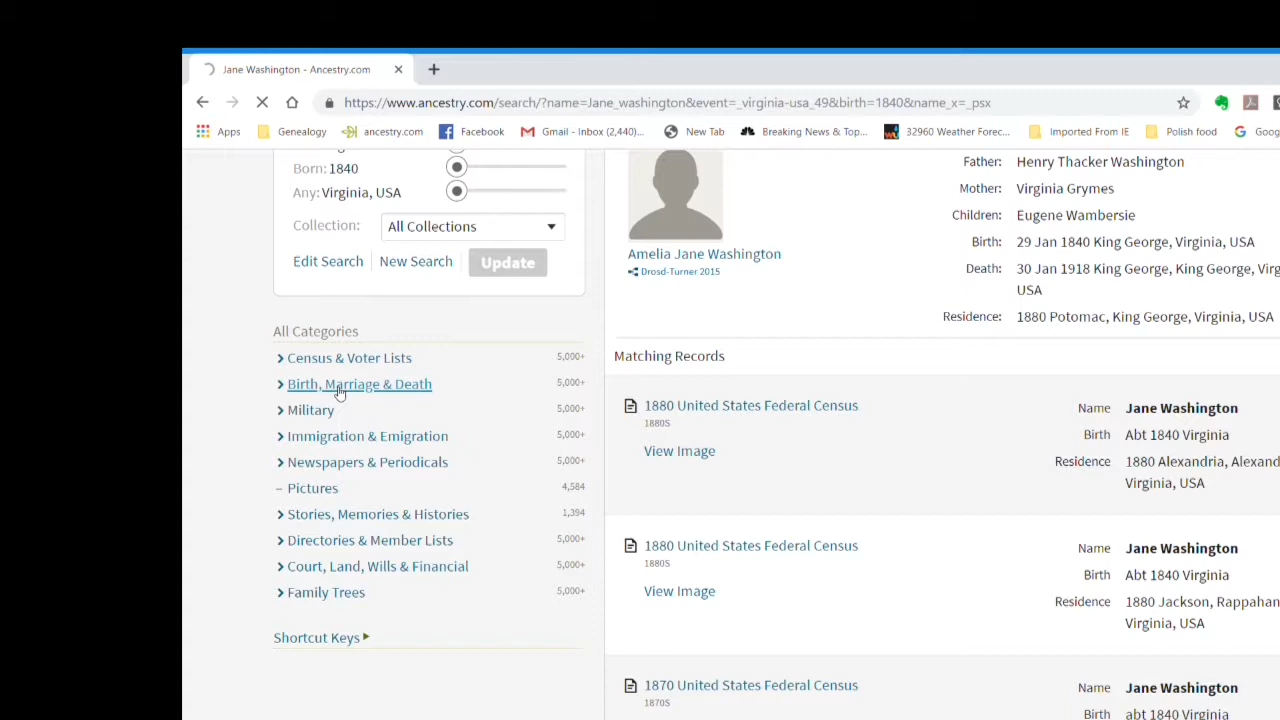 Jane Washington - Ancestry.com
https://www.ancestry.com/search/?name=Jane_washington&event=_virginia-usa_49&birth=1840&name_x=_psx
Apps Genealogy ancestry.com Facebook Gmail - Inbox (2,440)... New Tab Breaking News & Top... 32960 Weather Forec... Imported From IE Polish food Goog
Born: 1840
Any: Virginia, USA
Collection: All Collections
Edit Search New Search Update
All Categories
Census & Voter Lists 5,000+
Birth, Marriage & Death 5,000+
Military 5,000+
Immigration & Emigration 5,000+
Newspapers & Periodicals 5,000+
Pictures 4,584
Stories, Memories & Histories 1,394
Directories & Member Lists 5,000+
Court, Land, Wills & Financial 5,000+
Family Trees 5,000+
Shortcut Keys
Amelia Jane Washington
Drosd-Turner 2015
Father: Henry Thacker Washington
Mother: Virginia Grymes
Children: Eugene Wambersie
Birth: 29 Jan 1840 King George, Virginia, USA
Death: 30 Jan 1918 King George, King George, Virg
USA
Residence: 1880 Potomac, King George, Virginia, USA
Matching Records
1880 United States Federal Census
1880S
View Image
Name Jane Washington
Birth Abt 1840 Virginia
Residence 1880 Alexandria, Alexand
Virginia, USA
1880 United States Federal Census
1880S
View Image
Name Jane Washington
Birth Abt 1840 Virginia
Residence 1880 Jackson, Rappahan
Virginia, USA
1870 United States Federal Census
1870S
Name Jane Washington
Birth abt 1840 Virginia